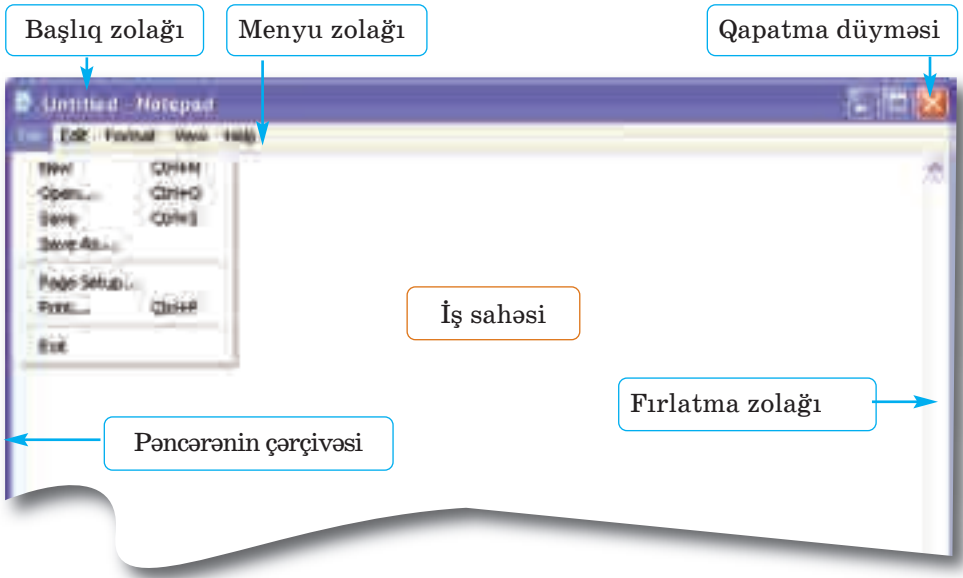 Başlıq zolağı
Menyu zolağı
Qapatma düyməsi
Untitled - Notepad
File Edit Format View Help
New Ctrl+N
Open... Ctrl+O
Save Ctrl+S
Save As...
Page Setup...
Print... Ctrl+P
Exit
İş sahəsi
Fırlatma zolağı
Pəncərənin çərçivəsi